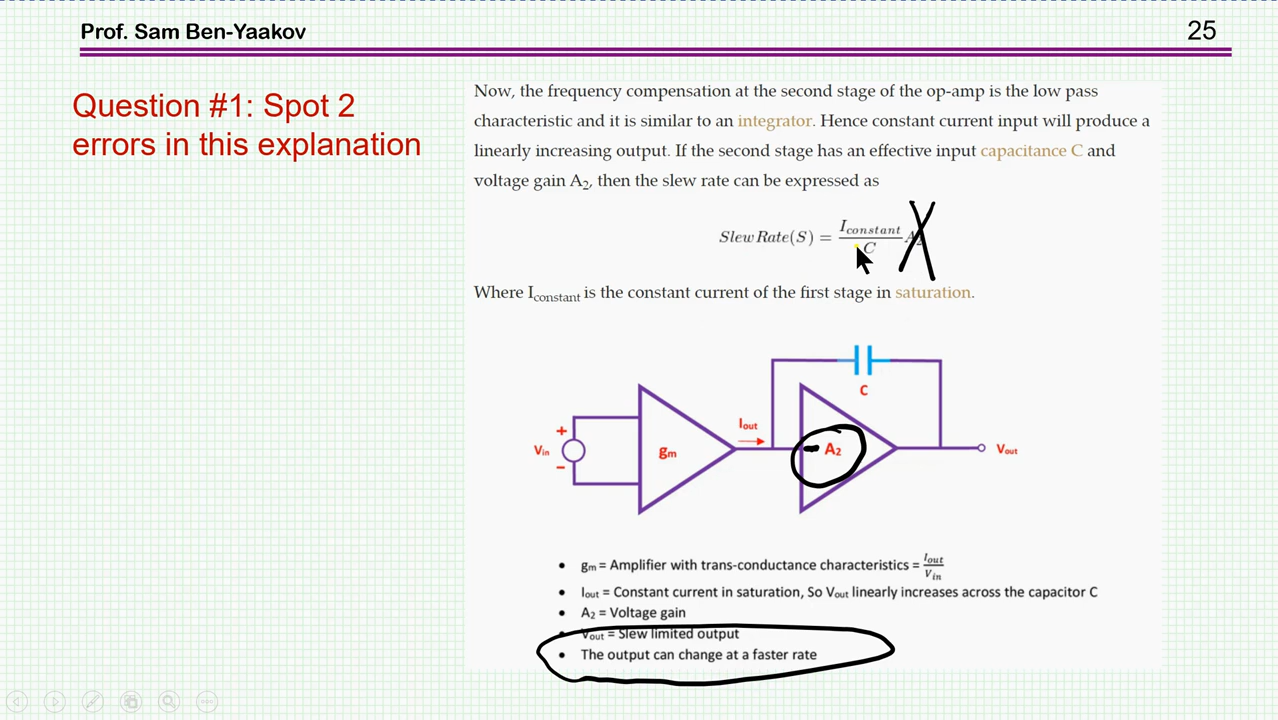 Prof. Sam Ben-Yaakov
25
Question #1: Spot 2
errors in this explanation
Now, the frequency compensation at the second stage of the op-amp is the low pass
characteristic and it is similar to an integrator. Hence constant current input will produce a
linearly increasing output. If the second stage has an effective input capacitance C and
voltage gain A₂, then the slew rate can be expressed as
Slew Rate(S) = I_constant / C
Where I_constant is the constant current of the first stage in saturation.
C
Iout
Vin
+
−
gm
- A₂
Vout
• gm = Amplifier with trans-conductance characteristics = Iout / Vin
• Iout = Constant current in saturation, So Vout linearly increases across the capacitor C
• A₂ = Voltage gain
• Vout = Slew limited output
• The output can change at a faster rate